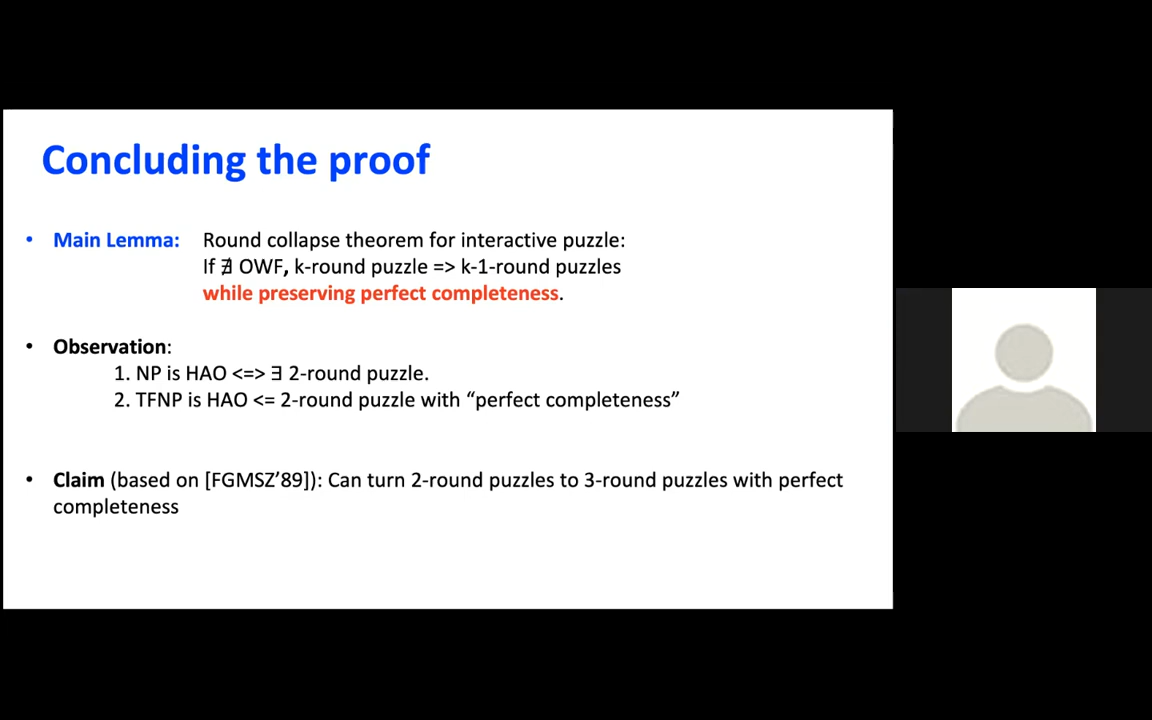 Concluding the proof
• Main Lemma: Round collapse theorem for interactive puzzle:
If ∄ OWF, k-round puzzle => k-1-round puzzles
while preserving perfect completeness.
• Observation:
1. NP is HAO <=> ∃ 2-round puzzle.
2. TFNP is HAO <= 2-round puzzle with “perfect completeness”
• Claim (based on [FGMSZ’89]): Can turn 2-round puzzles to 3-round puzzles with perfect
completeness